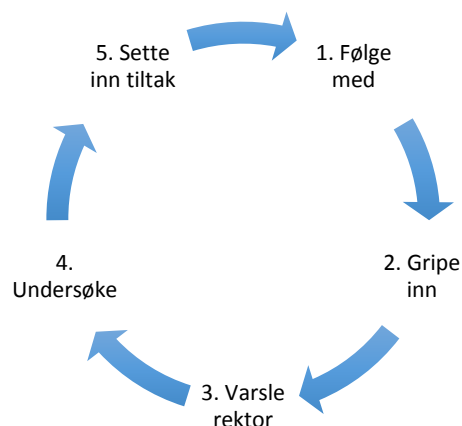 1. Følge
med
2. Gripe
inn
3. Varsle
rektor
4.
Undersøke
5. Sette
inn tiltak